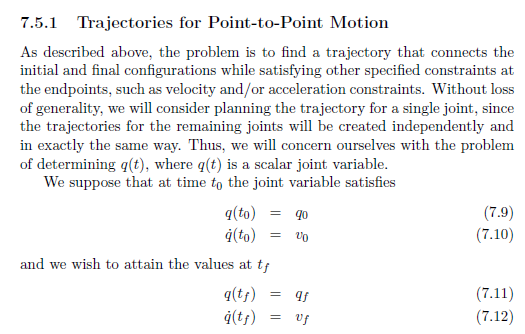 7.5.1 Trajectories for Point-to-Point Motion
As described above, the problem is to find a trajectory that connects the
initial and final configurations while satisfying other specified constraints at
the endpoints, such as velocity and/or acceleration constraints. Without loss
of generality, we will consider planning the trajectory for a single joint, since
the trajectories for the remaining joints will be created independently and
in exactly the same way. Thus, we will concern ourselves with the problem
of determining q(t), where q(t) is a scalar joint variable.
We suppose that at time t₀ the joint variable satisfies
q(t₀) = q₀ (7.9)
q̇(t₀) = v₀ (7.10)
and we wish to attain the values at t_f
q(t_f) = q_f (7.11)
q̇(t_f) = v_f (7.12)